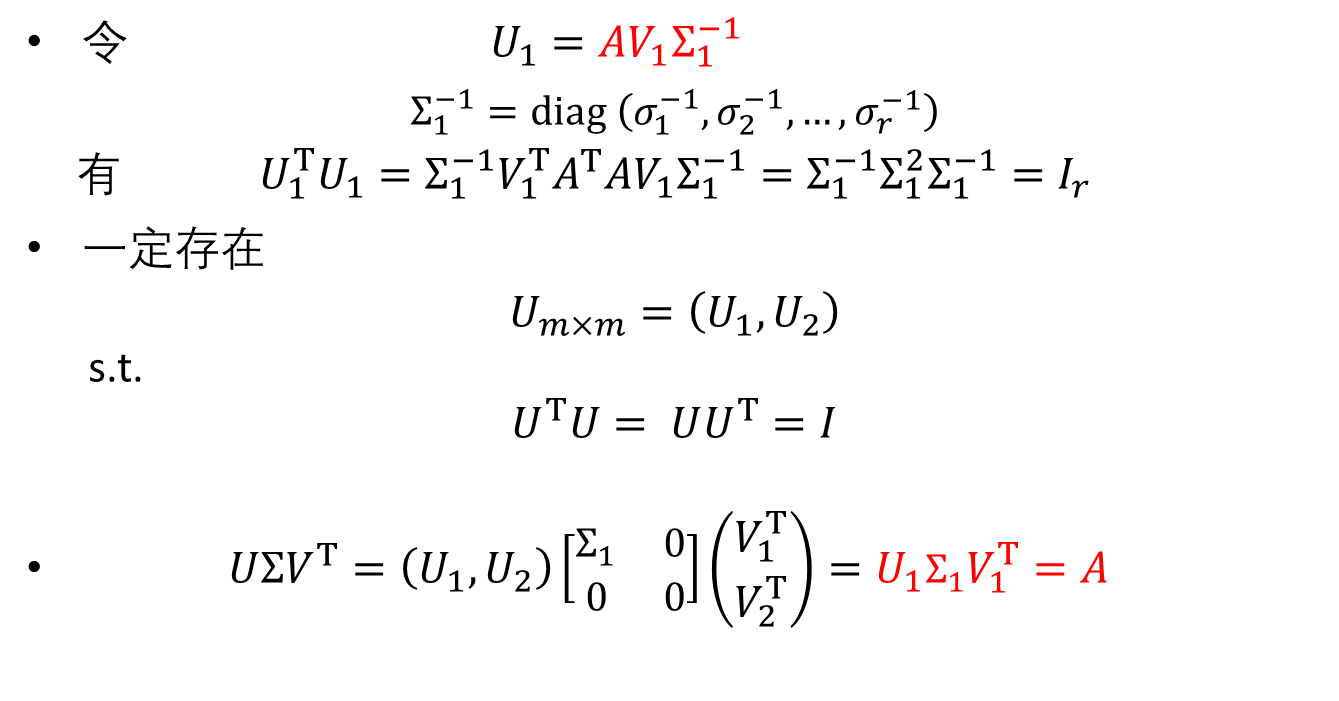 • 令 U₁ = AV₁Σ₁⁻¹
Σ₁⁻¹ = diag (σ₁⁻¹, σ₂⁻¹, …, σᵣ⁻¹)
有 U₁ᵀU₁ = Σ₁⁻¹V₁ᵀAᵀAV₁Σ₁⁻¹ = Σ₁⁻¹Σ₁²Σ₁⁻¹ = Iᵣ
• 一定存在
Uₘ×ₘ = (U₁, U₂)
s.t.
UᵀU = UUᵀ = I
• UΣVᵀ = (U₁, U₂) [Σ₁ 0; 0 0] (V₁ᵀ; V₂ᵀ) = U₁Σ₁V₁ᵀ = A